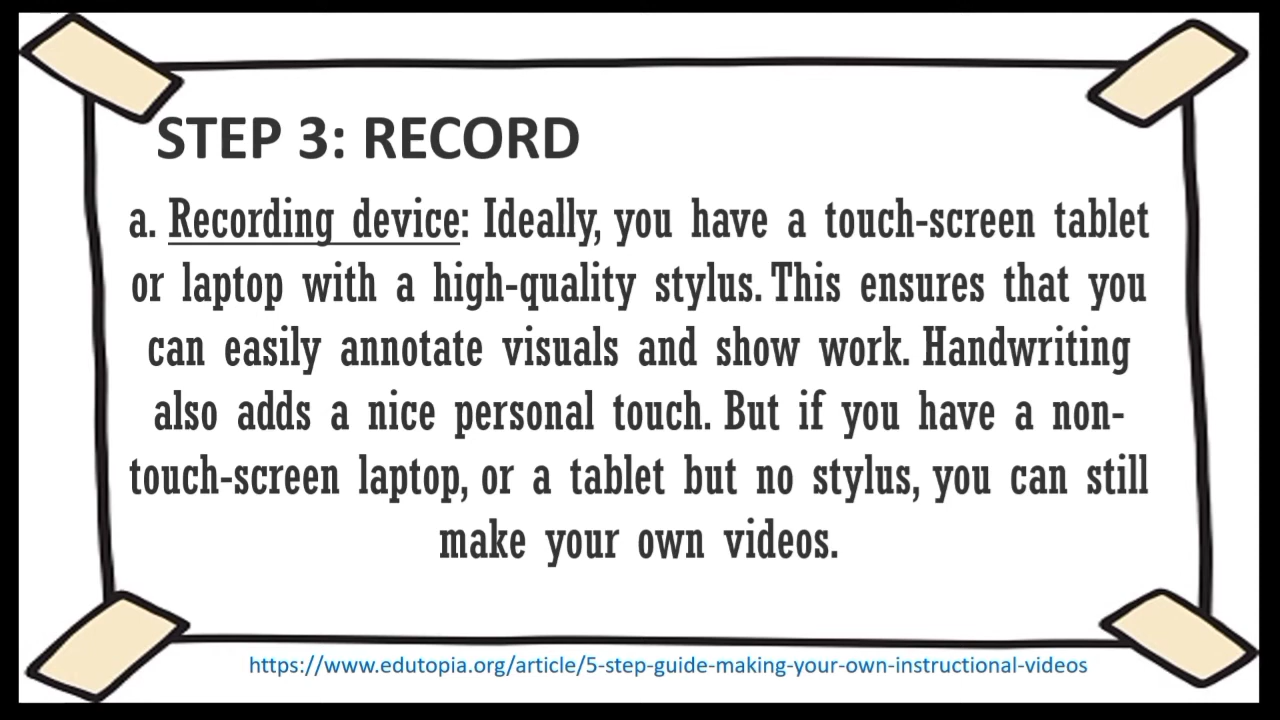 STEP 3: RECORD
a. Recording device: Ideally, you have a touch-screen tablet
or laptop with a high-quality stylus. This ensures that you
can easily annotate visuals and show work. Handwriting
also adds a nice personal touch. But if you have a non-
touch-screen laptop, or a tablet but no stylus, you can still
make your own videos.
https://www.edutopia.org/article/5-step-guide-making-your-own-instructional-videos